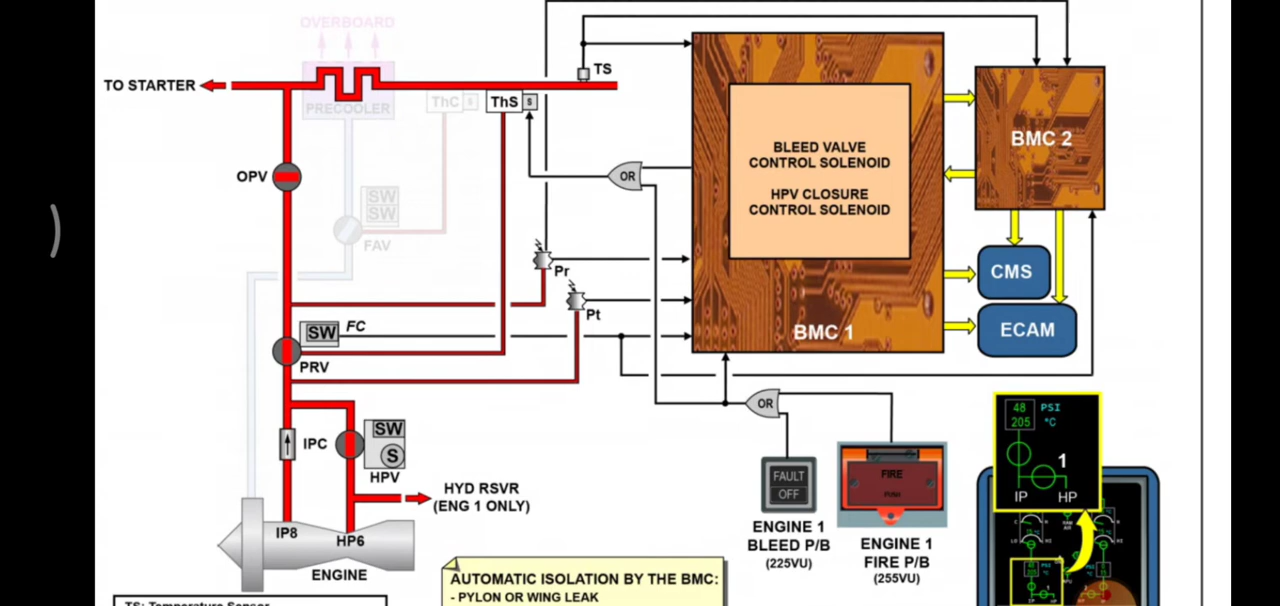 OVERBOARD
TO STARTER
PRECOOLER
TS
ThC
S
ThS
S
OPV
SW
SW
FAV
OR
BLEED VALVE
CONTROL SOLENOID
HPV CLOSURE
CONTROL SOLENOID
BMC 1
BMC 2
CMS
ECAM
Pr
Pt
SW
FC
PRV
IPC
SW
S
HPV
HYD RSVR
(ENG 1 ONLY)
IP8
HP6
ENGINE
OR
FAULT
OFF
ENGINE 1
BLEED P/B
(225VU)
FIRE
PUSH
ENGINE 1
FIRE P/B
(255VU)
48
205
PSI
°C
1
IP
HP
AUTOMATIC ISOLATION BY THE BMC:
- PYLON OR WING LEAK
TS: Temperature Sensor